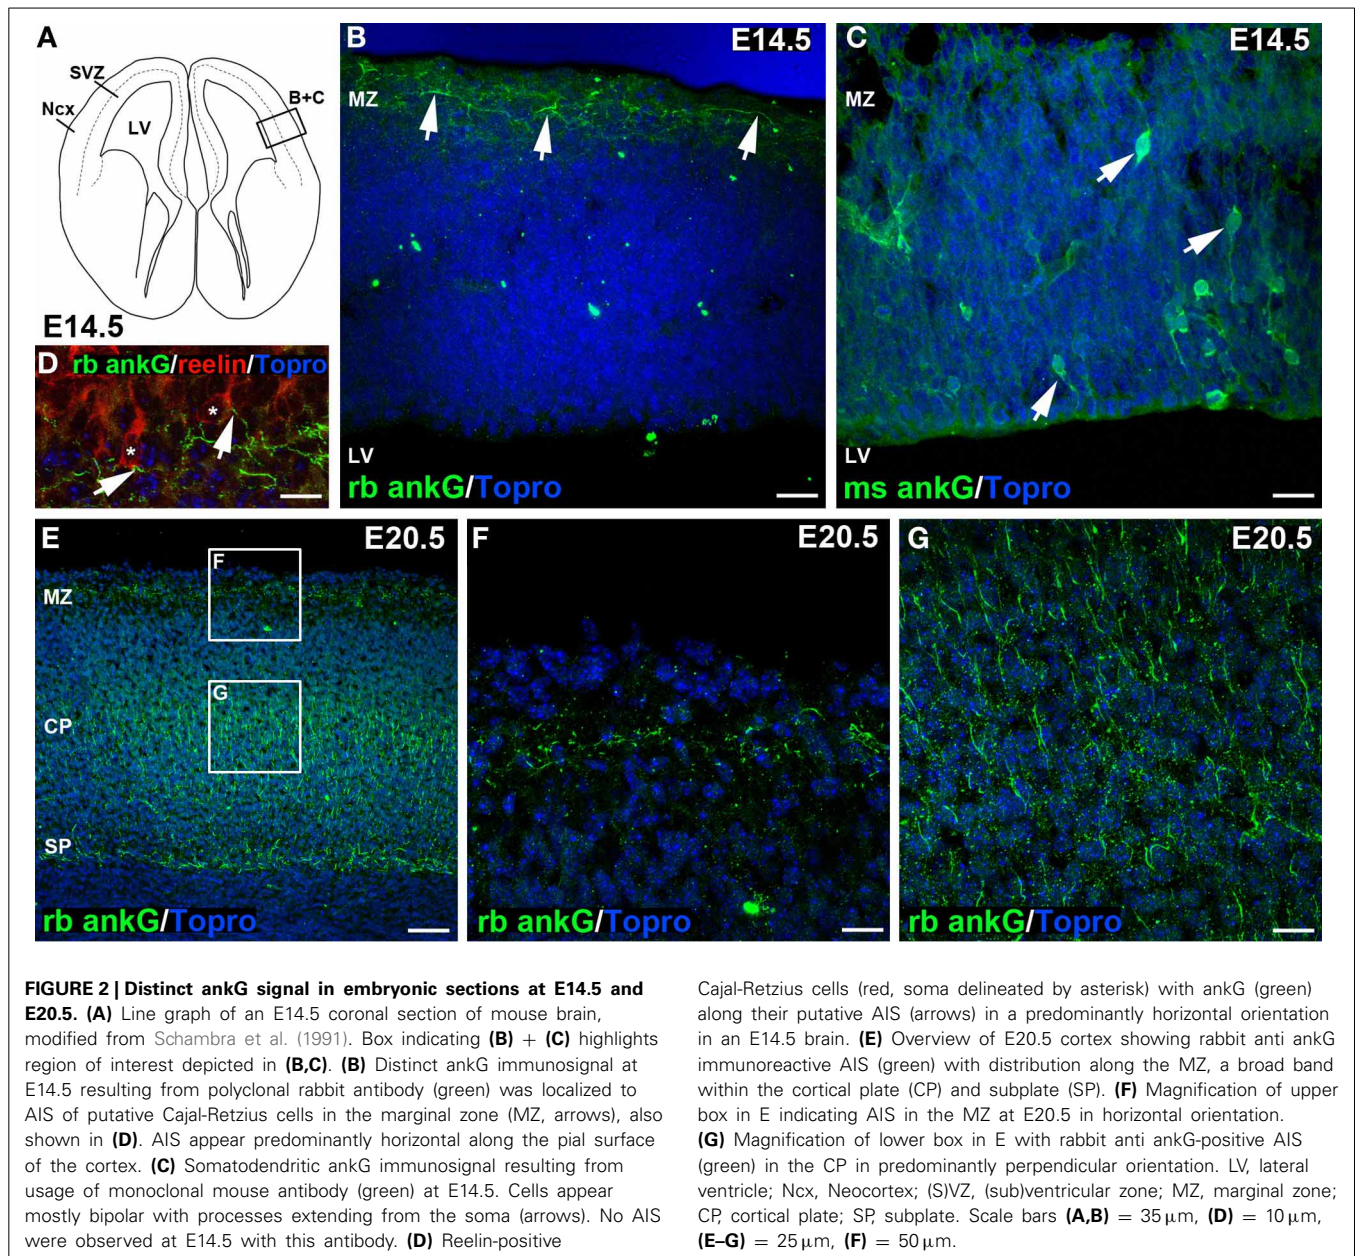 A
SVZ
Ncx
LV
B+C
E14.5
B
E14.5
MZ
LV
rb ankG/Topro
C
E14.5
MZ
LV
ms ankG/Topro
D rb ankG/reelin/Topro
*
*
E
E20.5
F
MZ
G
CP
SP
rb ankG/Topro
F
E20.5
rb ankG/Topro
G
E20.5
rb ankG/Topro
FIGURE 2 | Distinct ankG signal in embryonic sections at E14.5 and
E20.5. (A) Line graph of an E14.5 coronal section of mouse brain,
modified from Schambra et al. (1991). Box indicating (B) + (C) highlights
region of interest depicted in (B,C). (B) Distinct ankG immunosignal at
E14.5 resulting from polyclonal rabbit antibody (green) was localized to
AIS of putative Cajal-Retzius cells in the marginal zone (MZ, arrows), also
shown in (D). AIS appear predominantly horizontal along the pial surface
of the cortex. (C) Somatodendritic ankG immunosignal resulting from
usage of monoclonal mouse antibody (green) at E14.5. Cells appear
mostly bipolar with processes extending from the soma (arrows). No AIS
were observed at E14.5 with this antibody. (D) Reelin-positive
Cajal-Retzius cells (red, soma delineated by asterisk) with ankG (green)
along their putative AIS (arrows) in a predominantly horizontal orientation
in an E14.5 brain. (E) Overview of E20.5 cortex showing rabbit anti ankG
immunoreactive AIS (green) with distribution along the MZ, a broad band
within the cortical plate (CP) and subplate (SP). (F) Magnification of upper
box in E indicating AIS in the MZ at E20.5 in horizontal orientation.
(G) Magnification of lower box in E with rabbit anti ankG-positive AIS
(green) in the CP in predominantly perpendicular orientation. LV, lateral
ventricle; Ncx, Neocortex; (S)VZ, (sub)ventricular zone; MZ, marginal zone;
CP, cortical plate; SP, subplate. Scale bars (A,B) = 35 μm, (D) = 10 μm,
(E–G) = 25 μm, (F) = 50 μm.